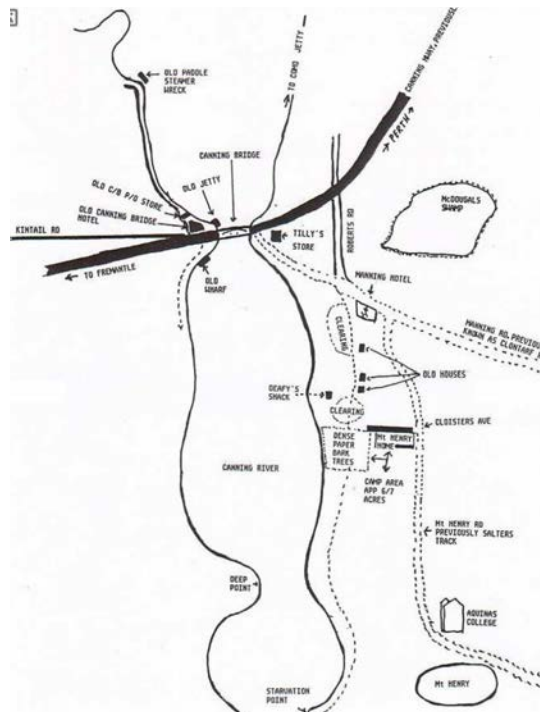 OLD PADDLE
STEAMER
WRECK
TO COMO JETTY
CANNING HWAY, PREVIOUSLY
PERTH
CANNING BRIDGE
OLD JETTY
OLD C/B P/O STORE
OLD CANNING BRIDGE
HOTEL
KINTAIL RD
TO FREMANTLE
OLD
WHARF
TILLY'S
STORE
ROBERTS RD
McDOUGALS
SWAMP
MANNING HOTEL
MANNING RD, PREVIOUS
KNOWN AS CLONTARF
CLEARING
OLD HOUSES
DEAFY'S
SHACK
CLEARING
CLOISTERS AVE
DENSE
PAPER
BARK
TREES
Mt HENRY
HOME
CAMP AREA
APP 6/7
ACRES
CANNING RIVER
Mt HENRY RD
PREVIOUSLY SALTERS
TRACK
DEEP
POINT
AQUINAS
COLLEGE
STARVATION
POINT
Mt HENRY